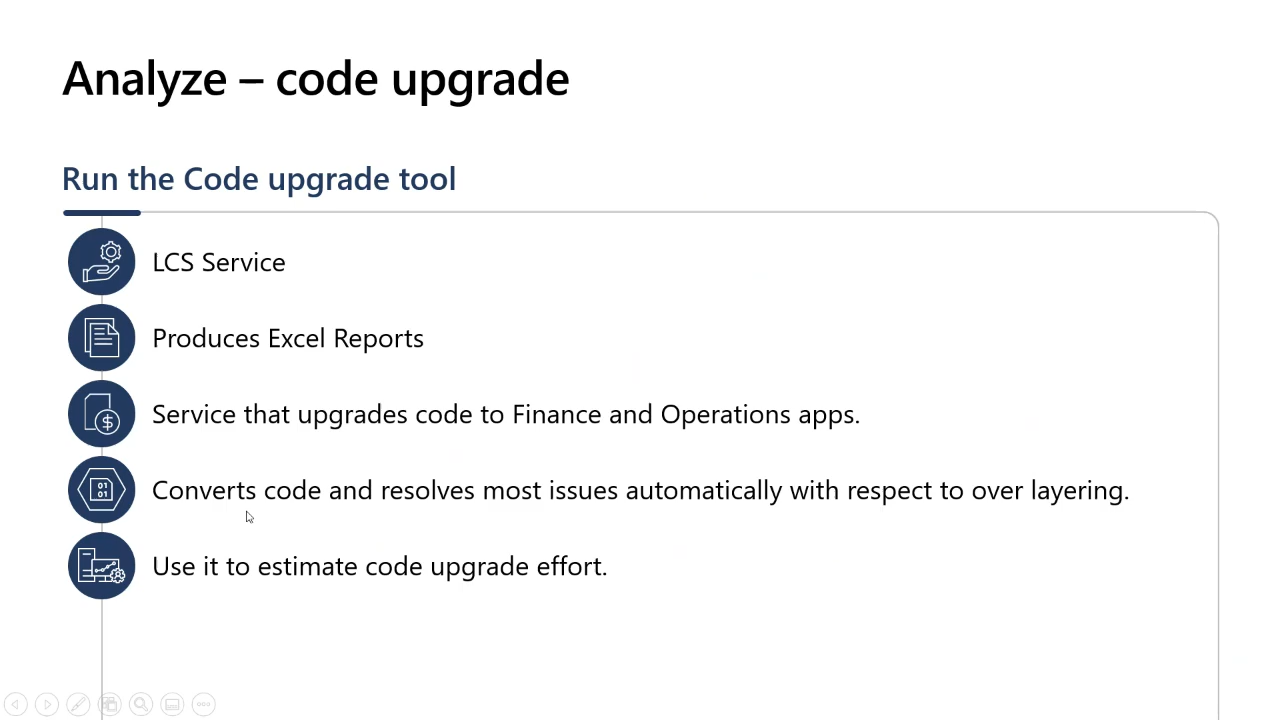 Analyze – code upgrade
Run the Code upgrade tool
LCS Service
Produces Excel Reports
Service that upgrades code to Finance and Operations apps.
Converts code and resolves most issues automatically with respect to over layering.
Use it to estimate code upgrade effort.